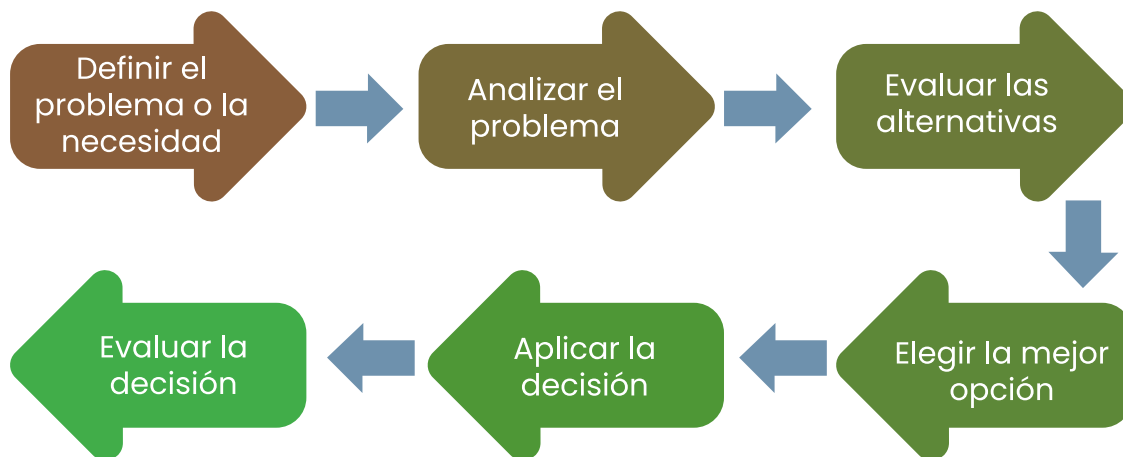 Definir el
problema o la
necesidad
Analizar el
problema
Evaluar las
alternativas
Elegir la mejor
opción
Aplicar la
decisión
Evaluar la
decisión